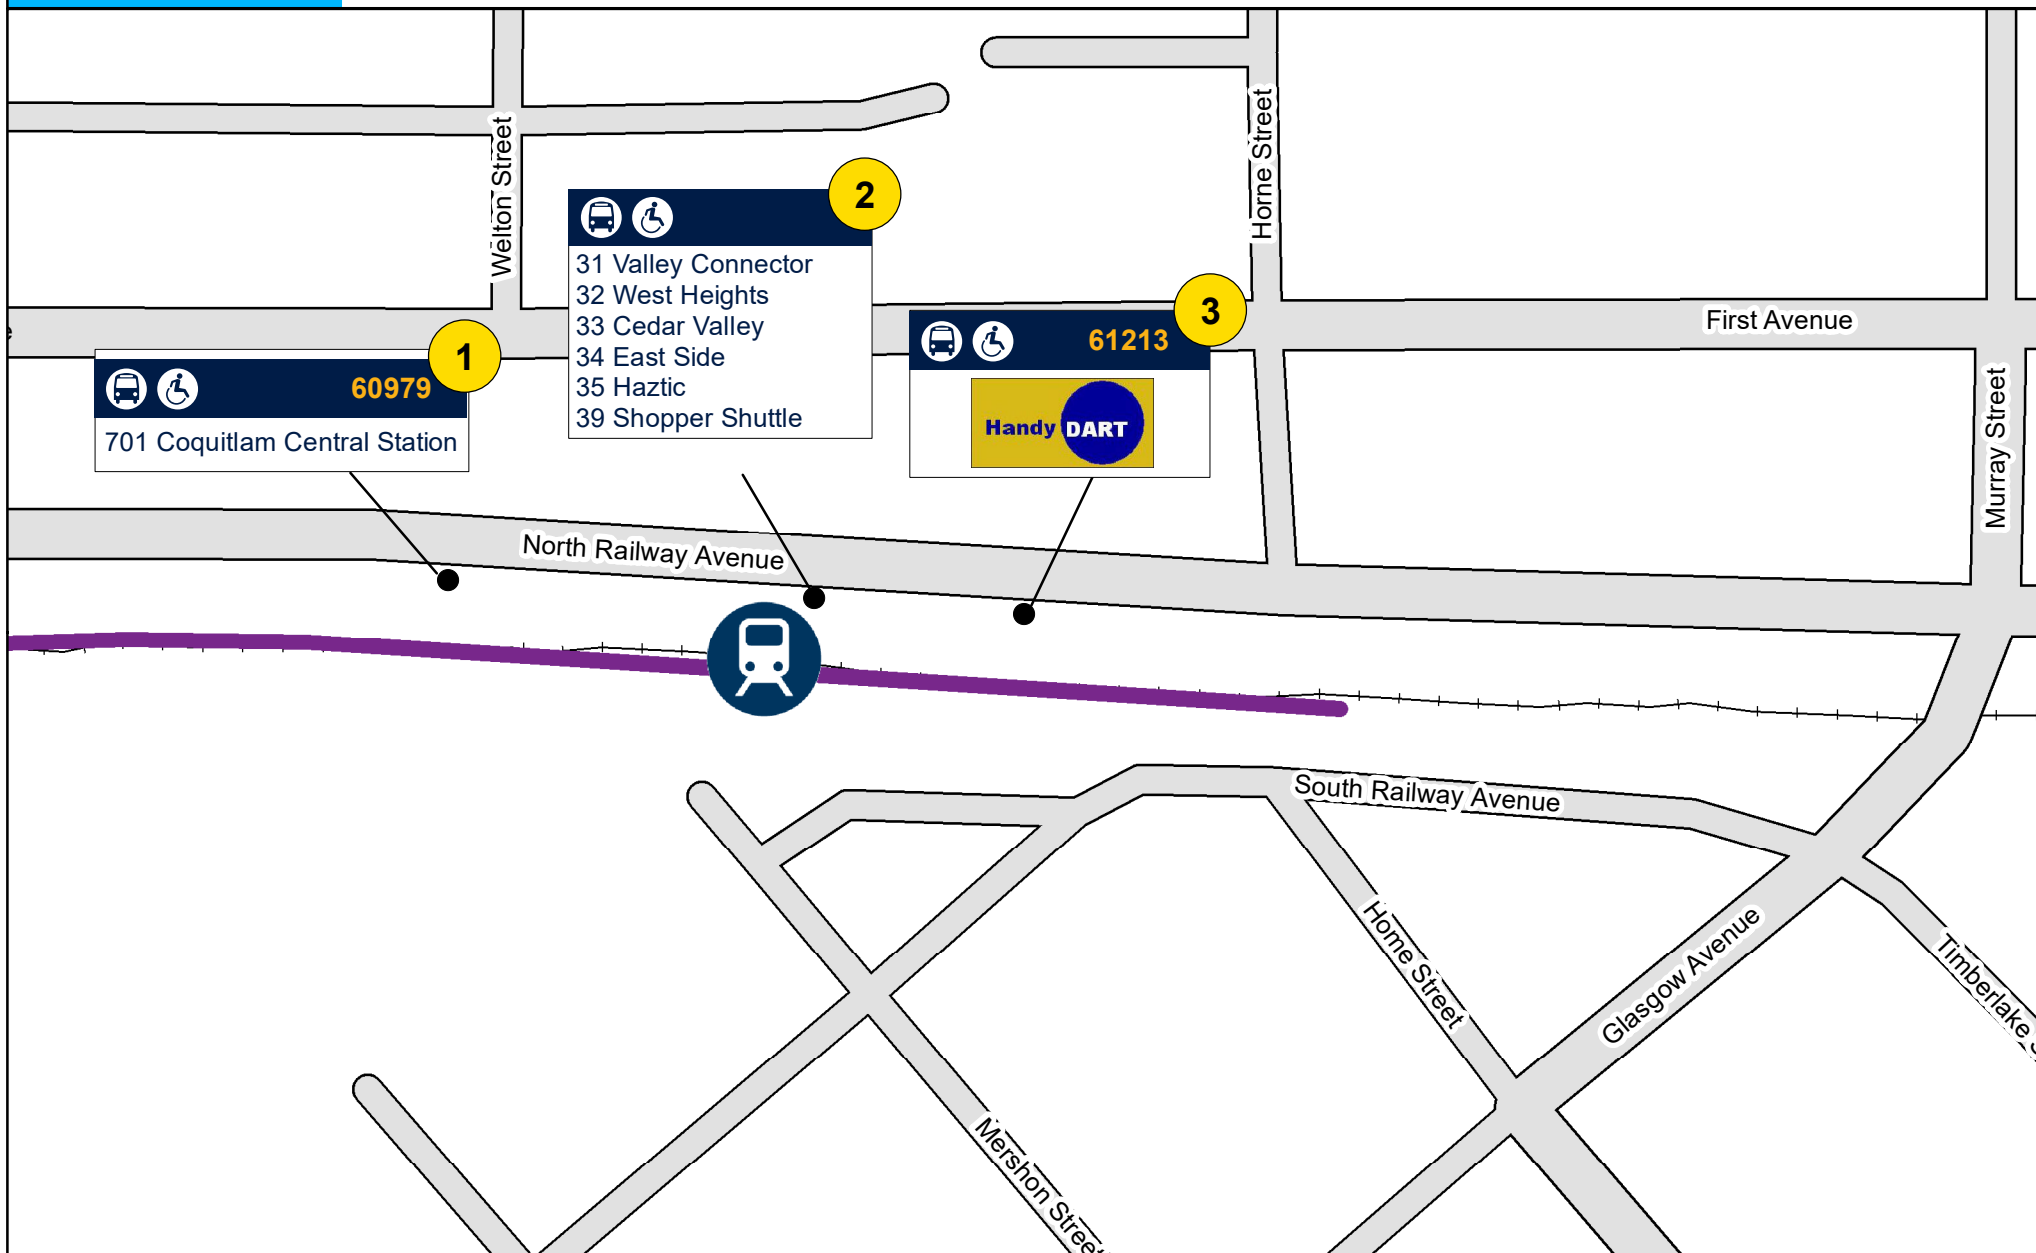 Welton Street
Horne Street
2
31 Valley Connector
32 West Heights
33 Cedar Valley
34 East Side
35 Haztic
39 Shopper Shuttle
3
61213
Handy DART
First Avenue
1
60979
701 Coquitlam Central Station
Murray Street
North Railway Avenue
South Railway Avenue
Home Street
Glasgow Avenue
Timberlake
Mershon Street